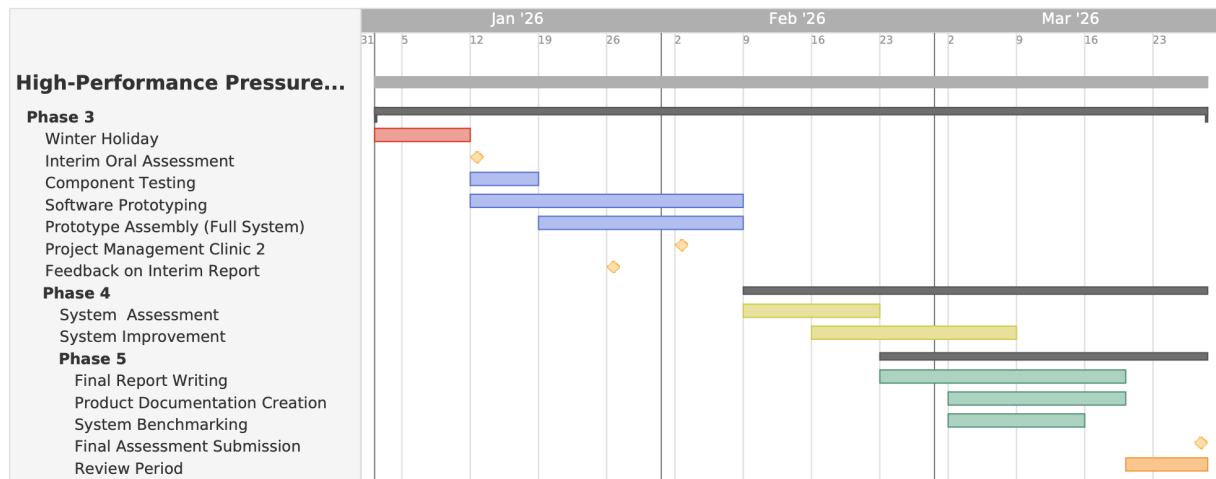 Jan '26 Feb '26 Mar '26
31 5 12 19 26 2 9 16 23 2 9 16 23
High-Performance Pressure...
Phase 3
Winter Holiday
Interim Oral Assessment
Component Testing
Software Prototyping
Prototype Assembly (Full System)
Project Management Clinic 2
Feedback on Interim Report
Phase 4
System Assessment
System Improvement
Phase 5
Final Report Writing
Product Documentation Creation
System Benchmarking
Final Assessment Submission
Review Period